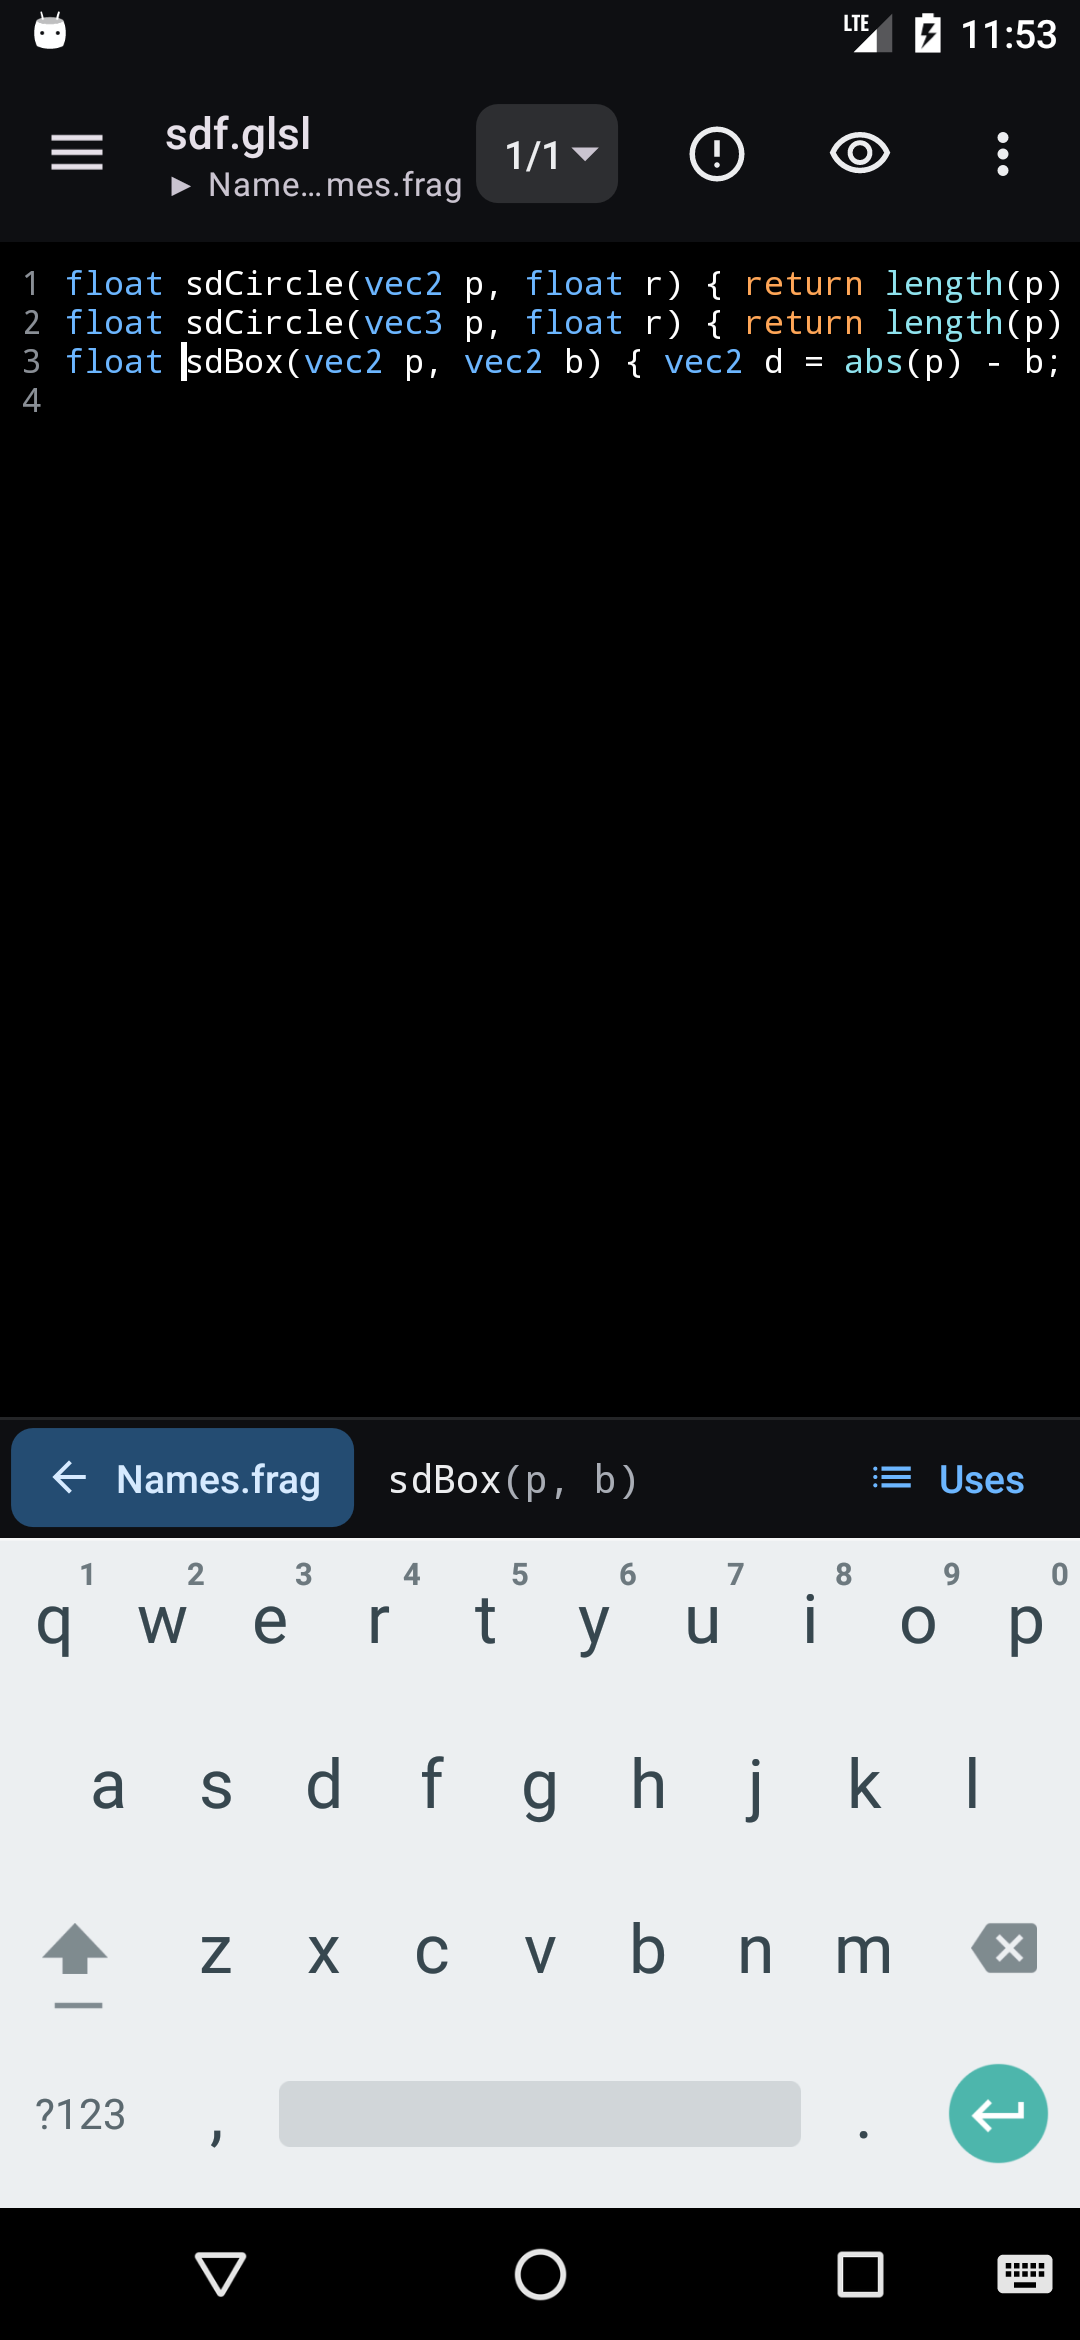 LTE 11:53
sdf.glsl
► Name…mes.frag
1/1
1 float sdCircle(vec2 p, float r) { return length(p)
2 float sdCircle(vec3 p, float r) { return length(p)
3 float sdBox(vec2 p, vec2 b) { vec2 d = abs(p) - b;
4
← Names.frag sdBox(p, b) Uses
1 2 3 4 5 6 7 8 9 0
q w e r t y u i o p
a s d f g h j k l
z x c v b n m
?123 , .